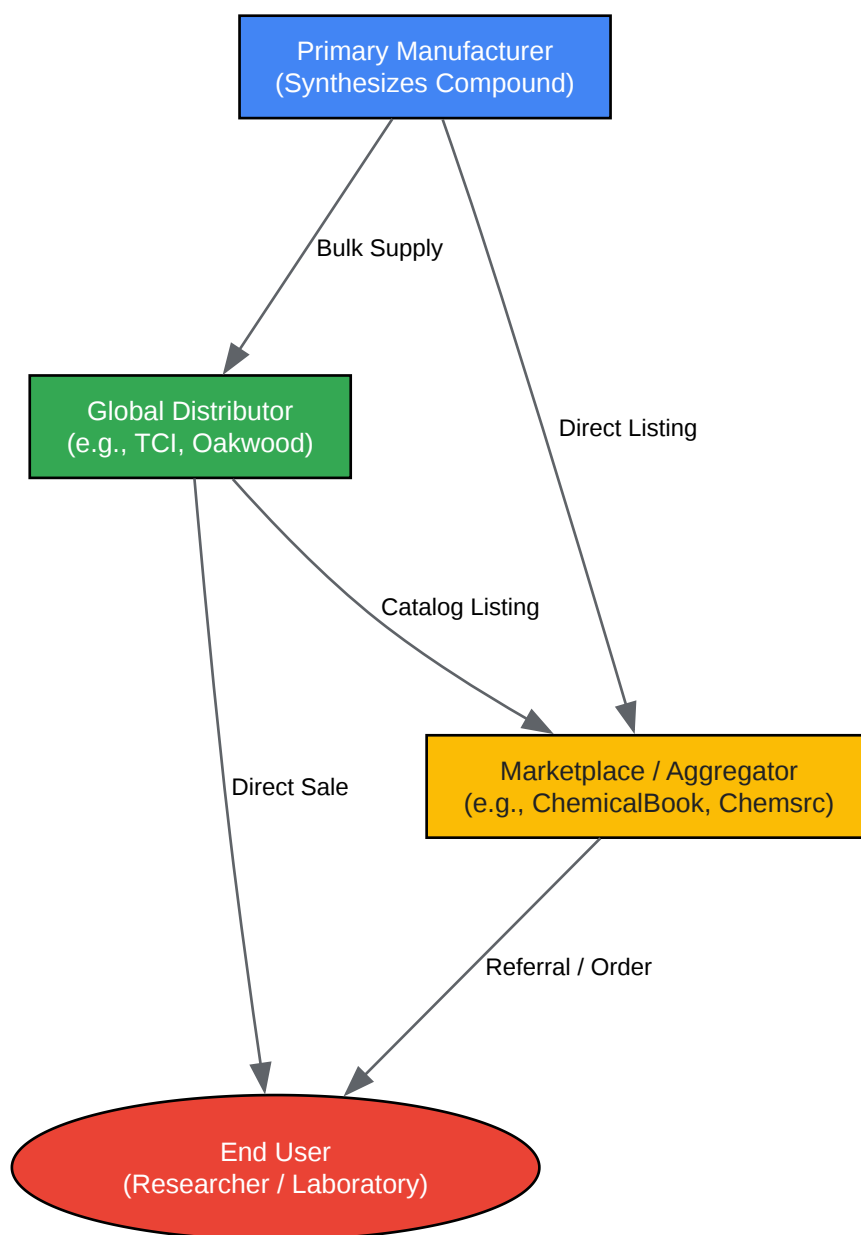 Primary Manufacturer
(Synthesizes Compound)
Bulk Supply
Global Distributor
(e.g., TCI, Oakwood)
Direct Listing
Catalog Listing
Marketplace / Aggregator
(e.g., ChemicalBook, Chemsrc)
Direct Sale
Referral / Order
End User
(Researcher / Laboratory)